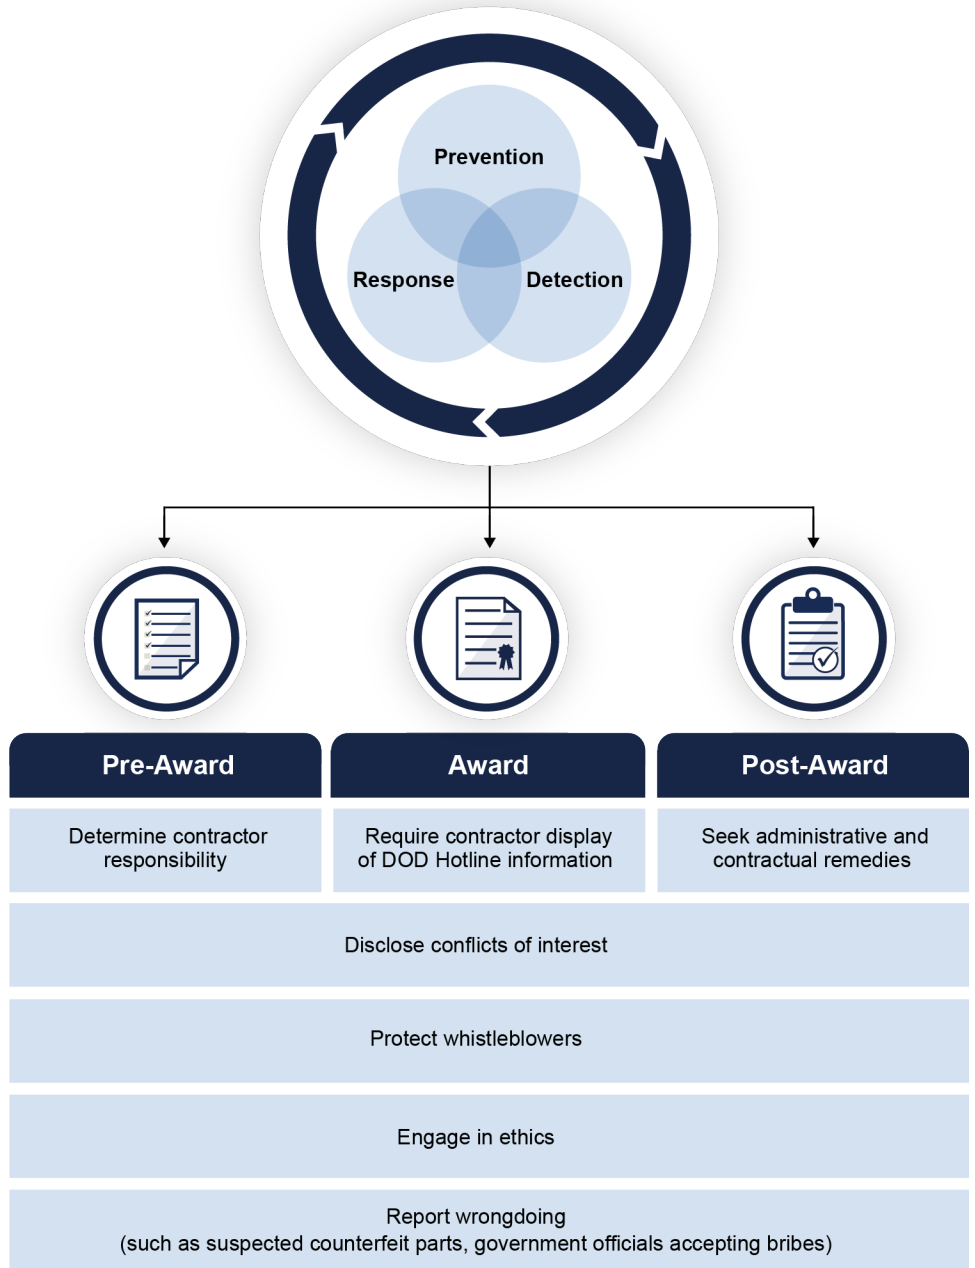 Prevention
Response
Detection
Pre-Award
Award
Post-Award
Determine contractor
responsibility
Require contractor display
of DOD Hotline information
Seek administrative and
contractual remedies
Disclose conflicts of interest
Protect whistleblowers
Engage in ethics
Report wrongdoing
(such as suspected counterfeit parts, government officials accepting bribes)